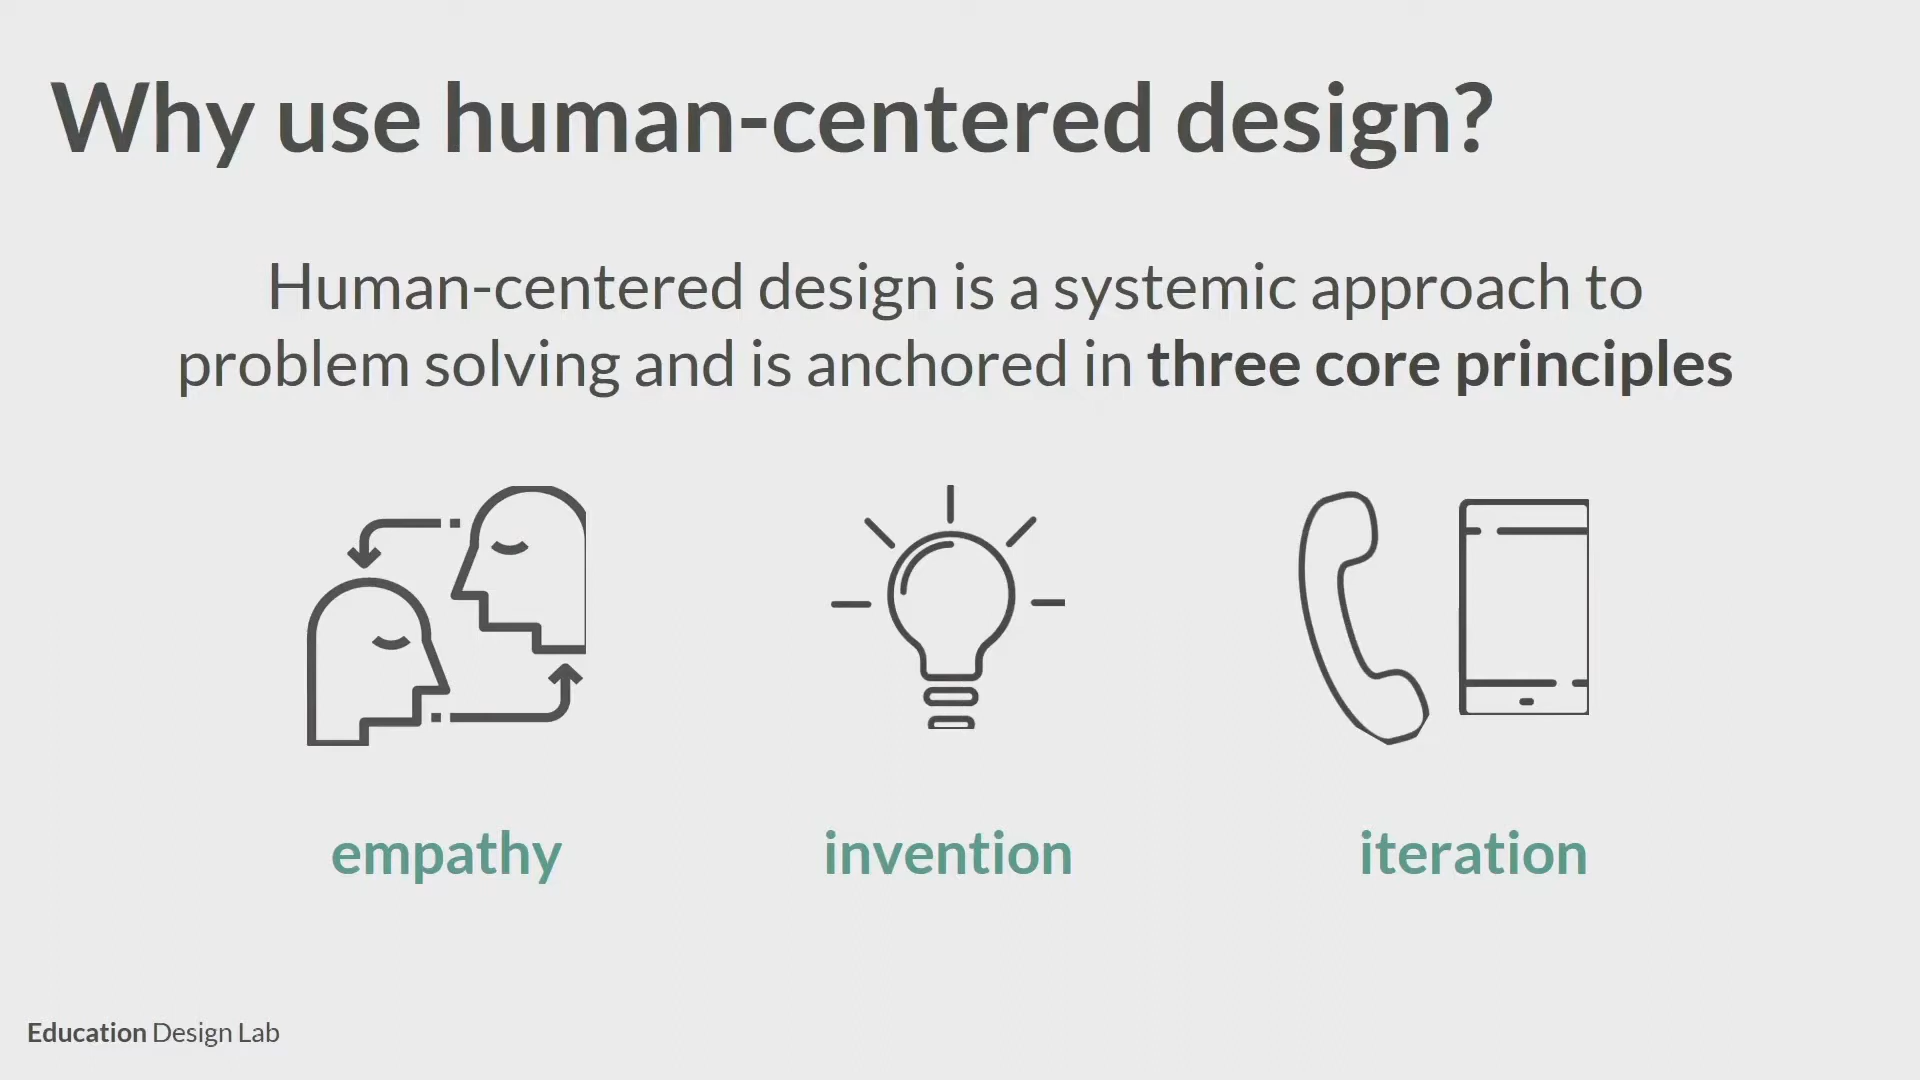 Why use human-centered design?
Human-centered design is a systemic approach to
problem solving and is anchored in three core principles
empathy
invention
iteration
Education Design Lab